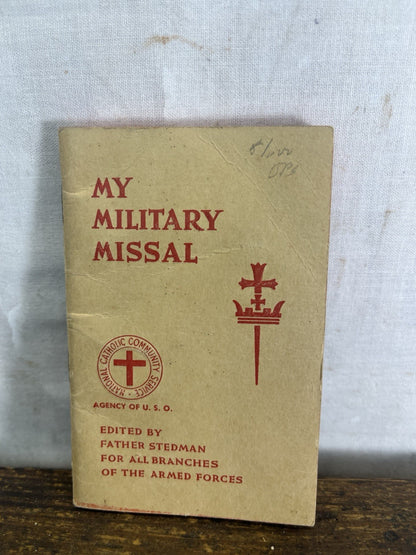 MY
MILITARY
MISSAL
NATIONAL CATHOLIC COMMUNITY SERVICE
AGENCY OF U. S. O.
EDITED BY
FATHER STEDMAN
FOR ALL BRANCHES
OF THE ARMED FORCES